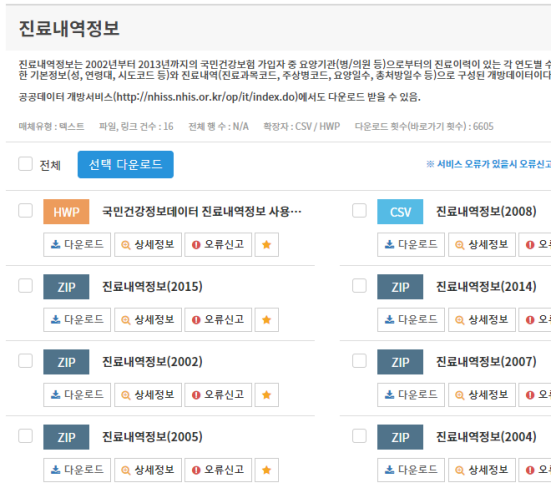 진료내역정보
진료내역정보는 2002년부터 2013년까지의 국민건강보험 가입자 중 요양기관(병/의원 등)으로부터의 진료이력이 있는 각 연도별 수
한 기본정보(성, 연령대, 시도코드 등)와 진료내역(진료과목코드, 주상병코드, 요양일수, 총처방일수 등)으로 구성된 개방데이터이다
공공데이터 개방서비스(http://nhiss.nhis.or.kr/op/it/index.do)에서도 다운로드 받을 수 있음.
매체유형 : 텍스트 파일, 링크 건수 : 16 전체 행 수 : N/A 확장자 : CSV / HWP 다운로드 횟수(바로가기 횟수) : 6605
전체 선택 다운로드 ※ 서비스 오류가 있을시 오류신고
HWP 국민건강정보데이터 진료내역정보 사용… CSV 진료내역정보(2008)
다운로드 상세정보 오류신고 다운로드 상세정보 오류
ZIP 진료내역정보(2015) ZIP 진료내역정보(2014)
다운로드 상세정보 오류신고 다운로드 상세정보 오류
ZIP 진료내역정보(2002) ZIP 진료내역정보(2007)
다운로드 상세정보 오류신고 다운로드 상세정보 오류
ZIP 진료내역정보(2005) ZIP 진료내역정보(2004)
다운로드 상세정보 오류신고 다운로드 상세정보 오류